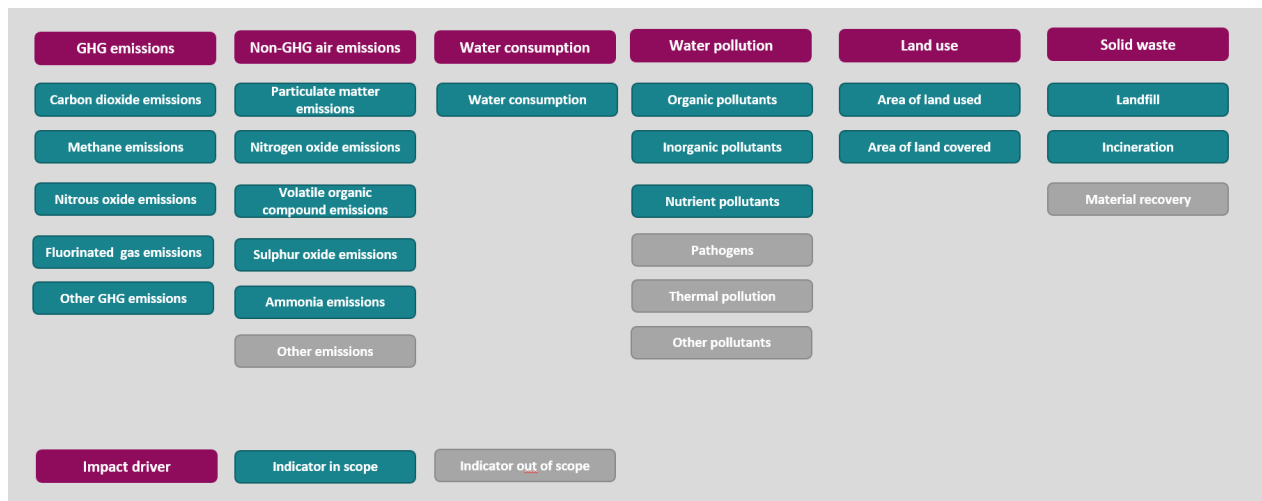 GHG emissions
Non-GHG air emissions
Water consumption
Water pollution
Land use
Solid waste
Carbon dioxide emissions
Particulate matter
emissions
Water consumption
Organic pollutants
Area of land used
Landfill
Methane emissions
Nitrogen oxide emissions
Inorganic pollutants
Area of land covered
Incineration
Nitrous oxide emissions
Volatile organic
compound emissions
Nutrient pollutants
Material recovery
Fluorinated gas emissions
Sulphur oxide emissions
Pathogens
Other GHG emissions
Ammonia emissions
Thermal pollution
Other emissions
Other pollutants
Impact driver
Indicator in scope
Indicator out of scope